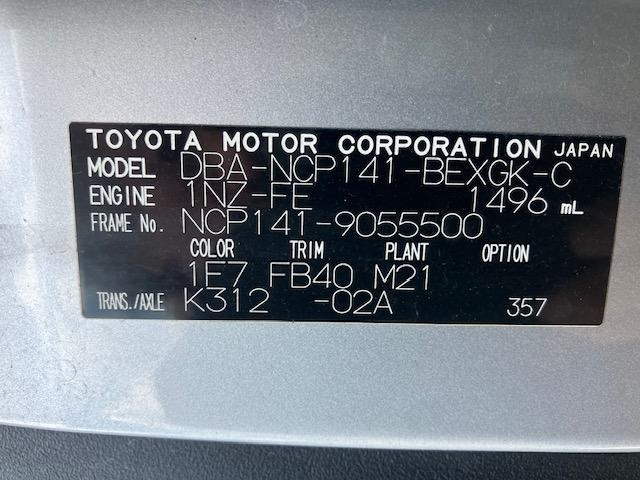 TOYOTA MOTOR CORPORATION JAPAN
MODEL DBA-NCP141-BEXGK-C
ENGINE 1NZ-FE 1496 mL
FRAME No. NCP141-9055500
COLOR TRIM PLANT OPTION
1F7 FB40 M21
TRANS./AXLE K312 -02A 357